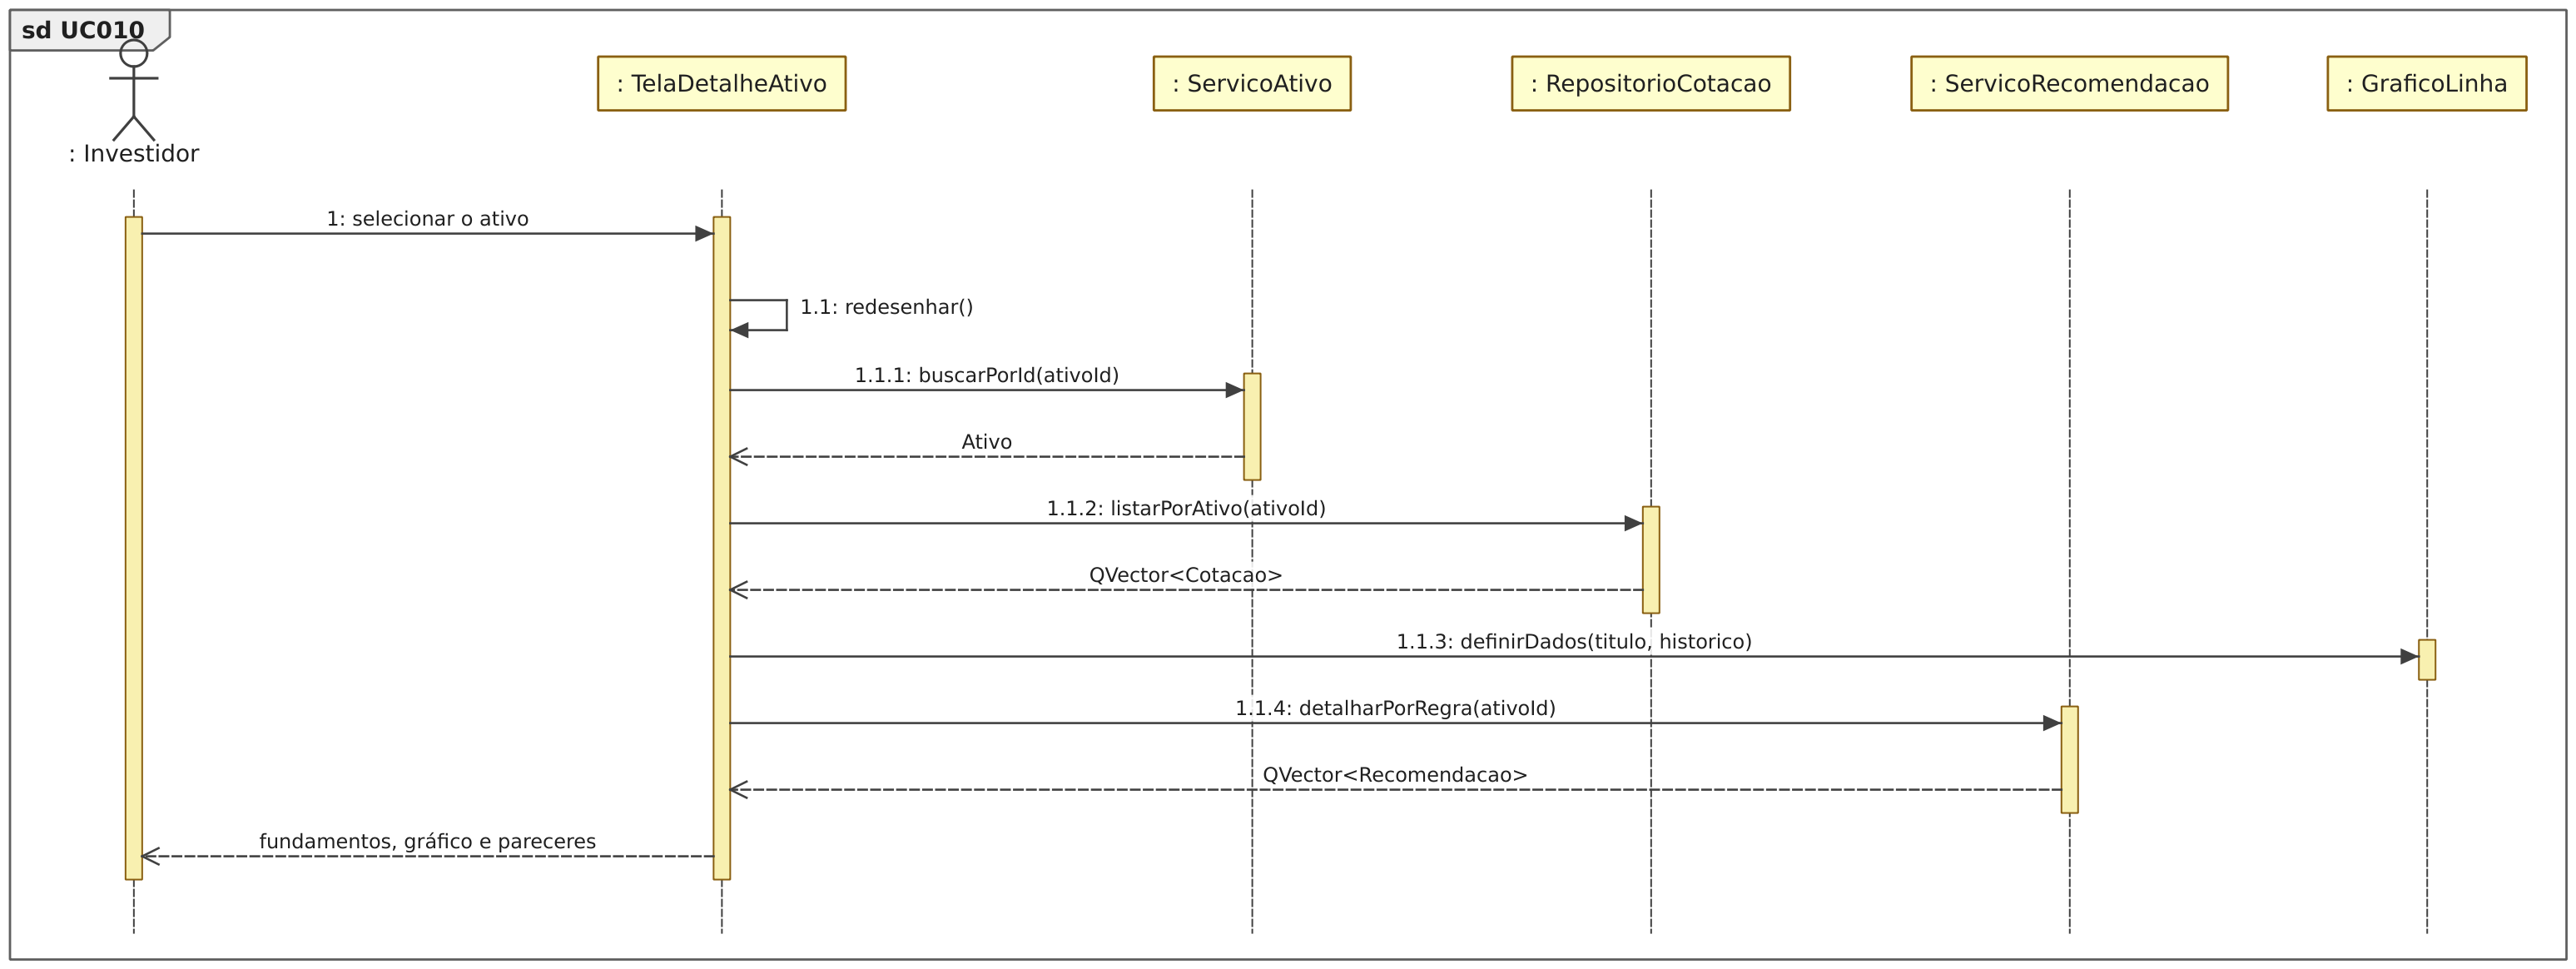 sd UC010
: Investidor
: TelaDetalheAtivo
: ServicoAtivo
: RepositorioCotacao
: ServicoRecomendacao
: GraficoLinha
1: selecionar o ativo
1.1: redesenhar()
1.1.1: buscarPorId(ativoId)
Ativo
1.1.2: listarPorAtivo(ativoId)
QVector<Cotacao>
1.1.3: definirDados(titulo, historico)
1.1.4: detalharPorRegra(ativoId)
QVector<Recomendacao>
fundamentos, gráfico e pareceres